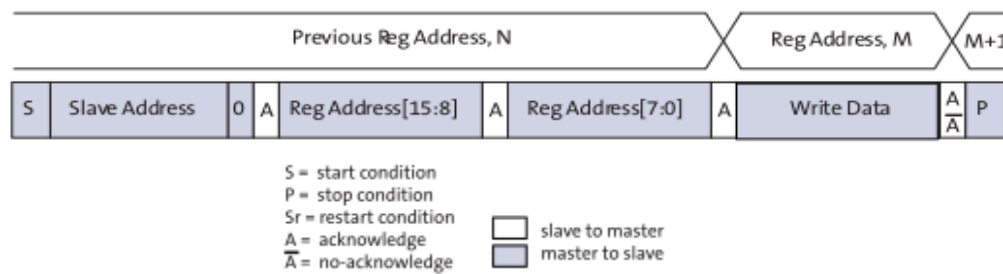 Previous Reg Address, N Reg Address, M M+1
S Slave Address 0 A Reg Address[15:8] A Reg Address[7:0] A Write Data A/A̅ P
S = start condition
P = stop condition
Sr = restart condition
A = acknowledge
A̅ = no-acknowledge
slave to master
master to slave